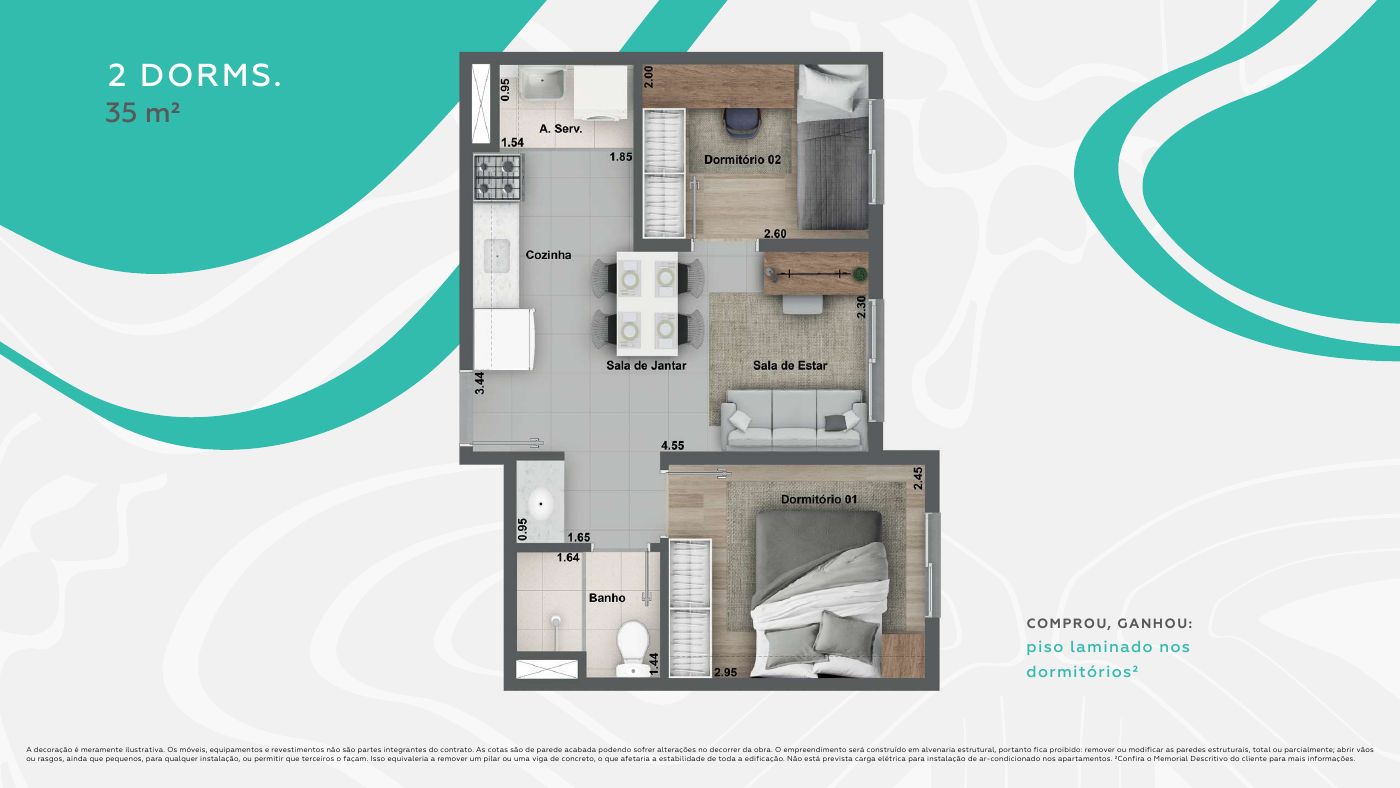 2 DORMS.
35 m²
0.95
A. Serv.
1.54
1.85
2.00
Dormitório 02
2.60
Cozinha
2.30
Sala de Jantar
Sala de Estar
3.44
4.55
2.45
Dormitório 01
0.95
1.65
1.64
Banho
1.44
2.95
COMPROU, GANHOU:
piso laminado nos
dormitórios²
A decoração é meramente ilustrativa. Os móveis, equipamentos e revestimentos não são partes integrantes do contrato. As cotas são de parede acabada podendo sofrer alterações no decorrer da obra. O empreendimento será construído em alvenaria estrutural, portanto fica proibido: remover ou modificar as paredes estruturais, total ou parcialmente; abrir vãos
ou rasgos, ainda que pequenos, para qualquer instalação, ou permitir que terceiros o façam. Isso equivaleria a remover um pilar ou uma viga de concreto, o que afetaria a estabilidade de toda a edificação. Não está prevista carga elétrica para instalação de ar-condicionado nos apartamentos. ²Confira o Memorial Descritivo do cliente para mais informações.